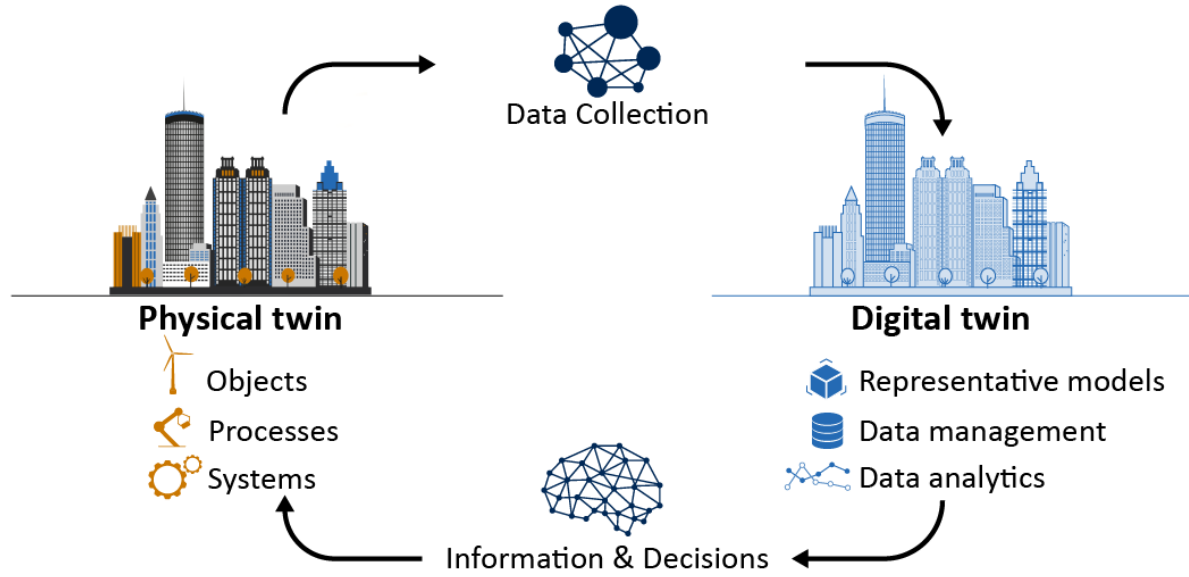 Data Collection
Physical twin
Digital twin
Objects
Processes
Systems
Representative models
Data management
Data analytics
Information & Decisions